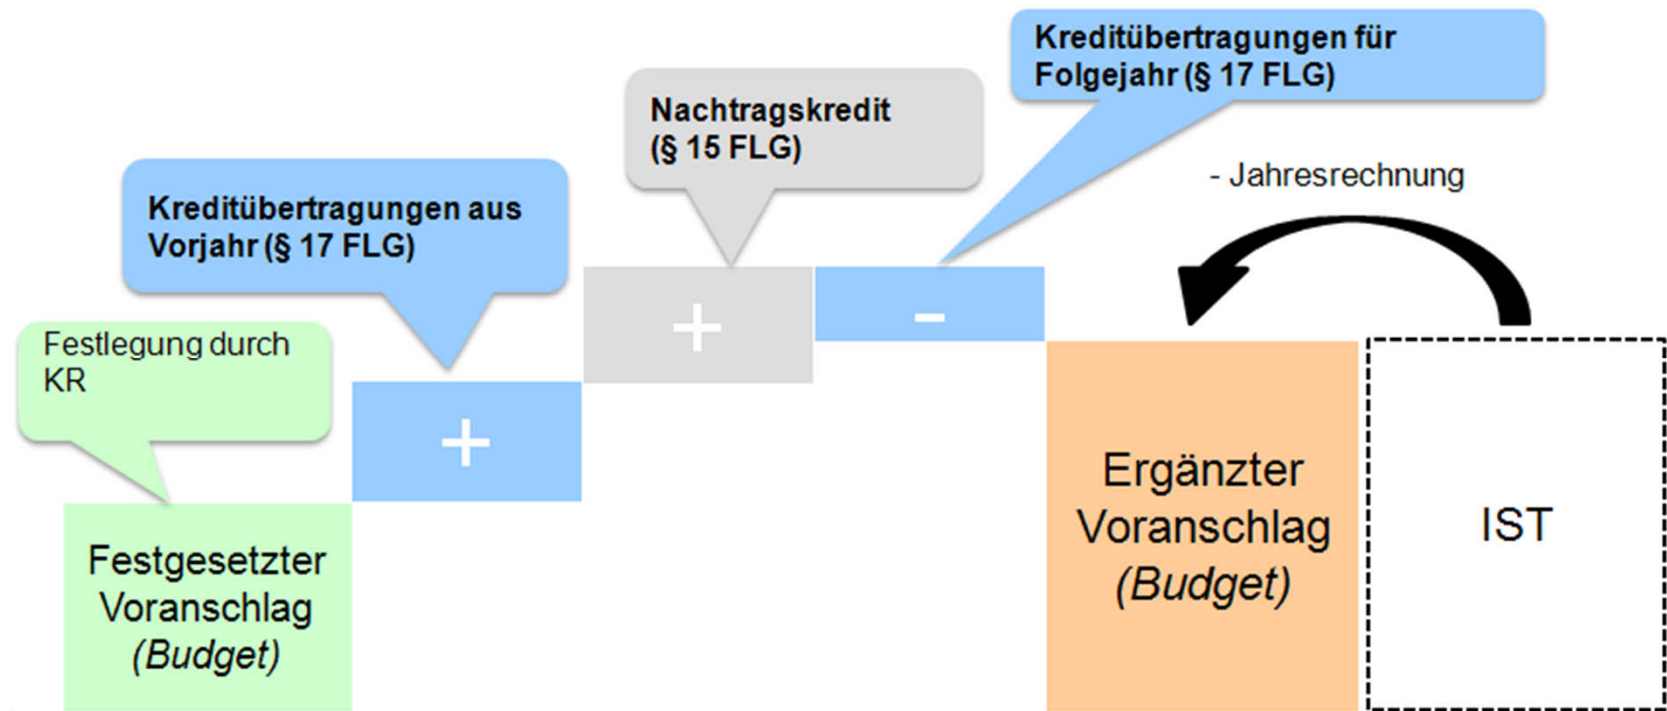 Kreditübertragungen für
Folgejahr (§ 17 FLG)
Nachtragskredit
(§ 15 FLG)
- Jahresrechnung
Kreditübertragungen aus
Vorjahr (§ 17 FLG)
Festlegung durch
KR
+
-
+
Festgesetzter
Voranschlag
(Budget)
Ergänzter
Voranschlag
(Budget)
IST